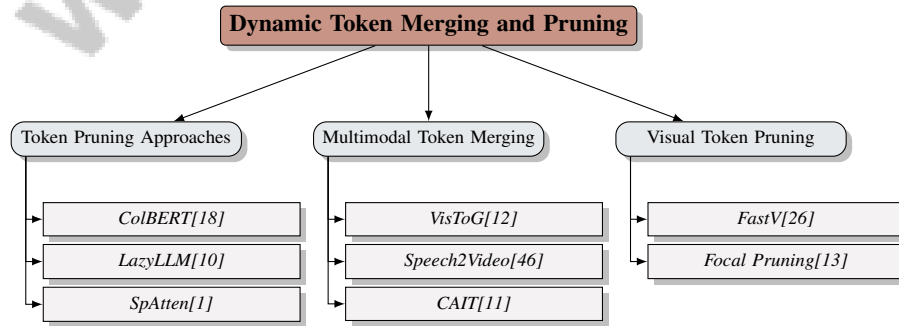 Dynamic Token Merging and Pruning
Token Pruning Approaches
ColBERT[18]
LazyLLM[10]
SpAtten[1]
Multimodal Token Merging
VisToG[12]
Speech2Video[46]
CAIT[11]
Visual Token Pruning
FastV[26]
Focal Pruning[13]